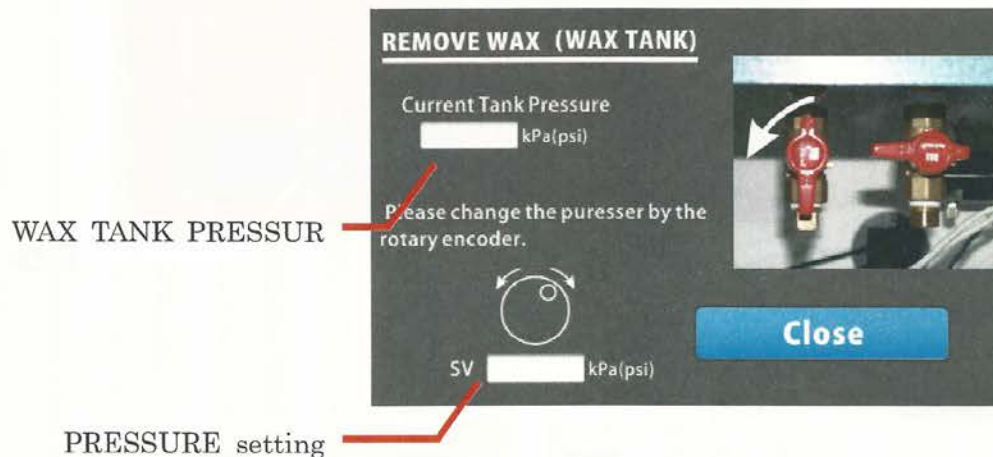 REMOVE WAX (WAX TANK)
Current Tank Pressure
kPa(psi)
WAX TANK PRESSUR
Please change the puresser by the
rotary encoder.
Close
SV kPa(psi)
PRESSURE setting